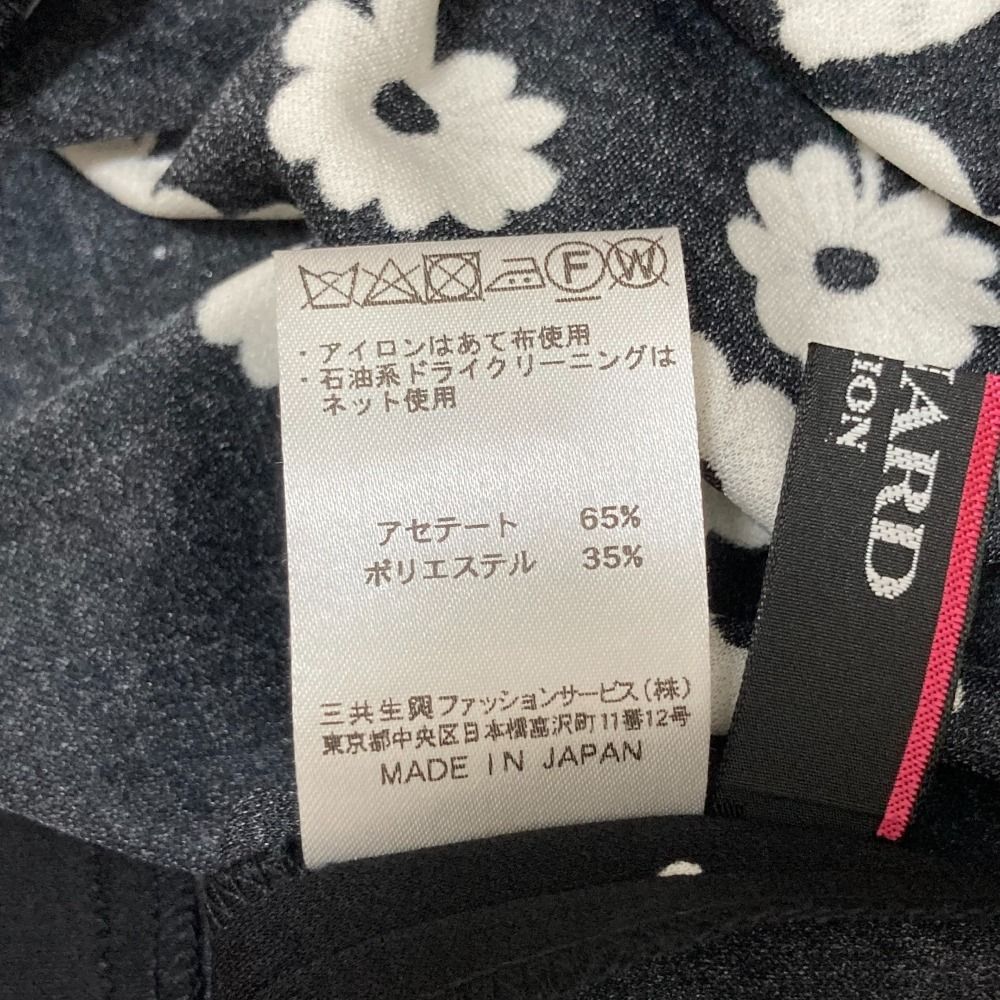 F W
・アイロンはあて布使用
・石油系ドライクリーニングは
ネット使用
アセテート 65%
ポリエステル 35%
三共生興ファッションサービス(株)
東京都中央区日本橋富沢町11番12号
MADE IN JAPAN
ARD
ION